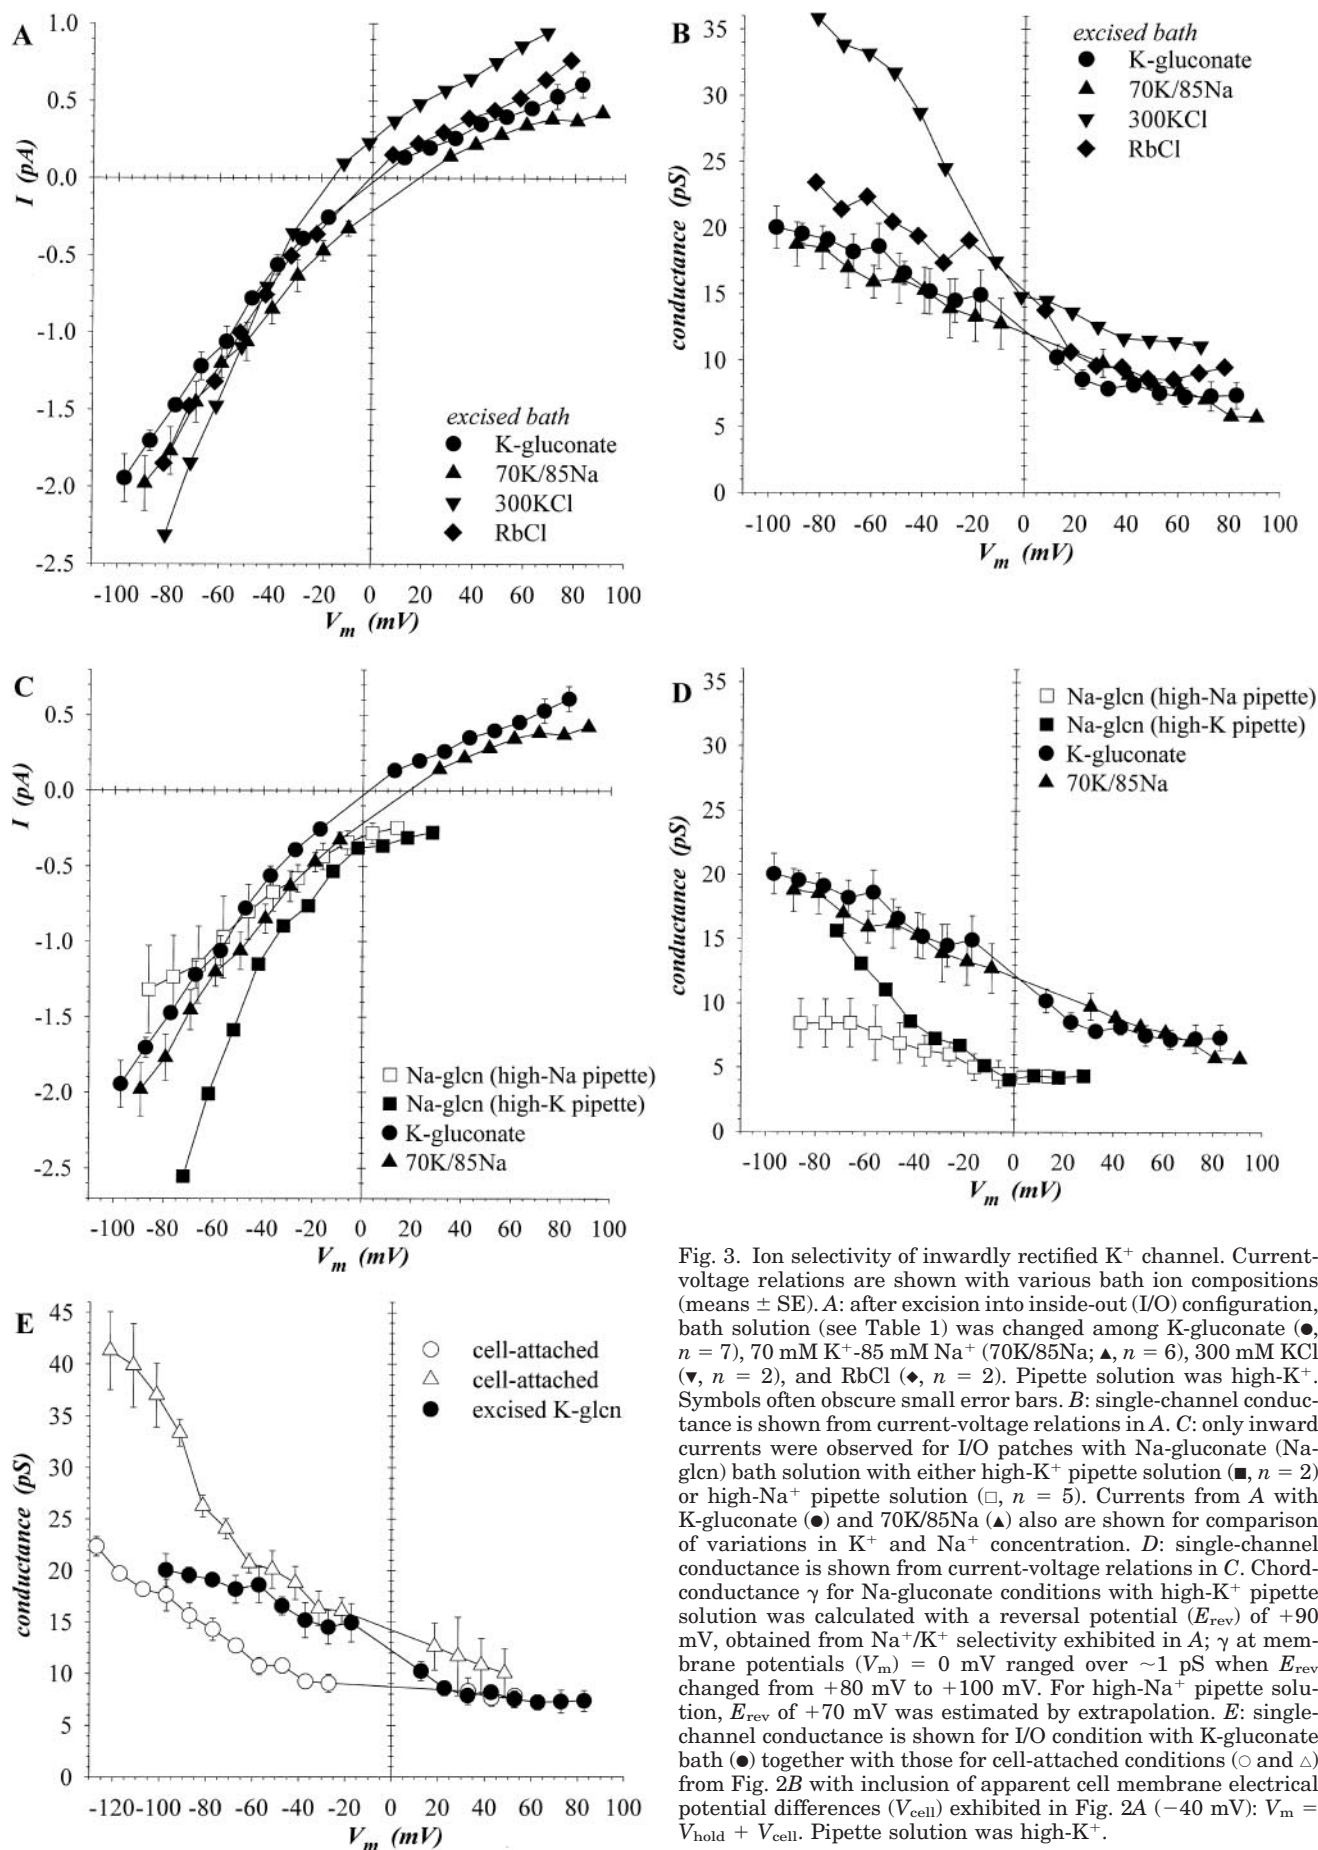 A
1.0
0.5
0.0
-0.5
-1.0
-1.5
-2.0
-2.5
I (pA)
excised bath
K-gluconate
70K/85Na
300KCl
RbCl
-100 -80 -60 -40 -20 0 20 40 60 80 100
Vm (mV)
B
35
30
25
20
15
10
5
0
conductance (pS)
excised bath
K-gluconate
70K/85Na
300KCl
RbCl
-100 -80 -60 -40 -20 0 20 40 60 80 100
Vm (mV)
C
0.5
0.0
-0.5
-1.0
-1.5
-2.0
-2.5
I (pA)
Na-glcn (high-Na pipette)
Na-glcn (high-K pipette)
K-gluconate
70K/85Na
-100 -80 -60 -40 -20 0 20 40 60 80 100
Vm (mV)
D
35
30
25
20
15
10
5
0
conductance (pS)
Na-glcn (high-Na pipette)
Na-glcn (high-K pipette)
K-gluconate
70K/85Na
-100 -80 -60 -40 -20 0 20 40 60 80 100
Vm (mV)
E
45
40
35
30
25
20
15
10
5
0
conductance (pS)
cell-attached
cell-attached
excised K-glcn
-120 -100 -80 -60 -40 -20 0 20 40 60 80 100
Vm (mV)
Fig. 3. Ion selectivity of inwardly rectified K⁺ channel. Current-
voltage relations are shown with various bath ion compositions
(means ± SE). A: after excision into inside-out (I/O) configuration,
bath solution (see Table 1) was changed among K-gluconate (●,
n = 7), 70 mM K⁺-85 mM Na⁺ (70K/85Na; ▲, n = 6), 300 mM KCl
(▼, n = 2), and RbCl (◆, n = 2). Pipette solution was high-K⁺.
Symbols often obscure small error bars. B: single-channel conduc-
tance is shown from current-voltage relations in A. C: only inward
currents were observed for I/O patches with Na-gluconate (Na-
glcn) bath solution with either high-K⁺ pipette solution (■, n = 2)
or high-Na⁺ pipette solution (□, n = 5). Currents from A with
K-gluconate (●) and 70K/85Na (▲) also are shown for comparison
of variations in K⁺ and Na⁺ concentration. D: single-channel
conductance is shown from current-voltage relations in C. Chord-
conductance γ for Na-gluconate conditions with high-K⁺ pipette
solution was calculated with a reversal potential (Erev) of +90
mV, obtained from Na⁺/K⁺ selectivity exhibited in A; γ at mem-
brane potentials (Vm) = 0 mV ranged over ~1 pS when Erev
changed from +80 mV to +100 mV. For high-Na⁺ pipette solu-
tion, Erev of +70 mV was estimated by extrapolation. E: single-
channel conductance is shown for I/O condition with K-gluconate
bath (●) together with those for cell-attached conditions (○ and △)
from Fig. 2B with inclusion of apparent cell membrane electrical
potential differences (Vcell) exhibited in Fig. 2A (−40 mV): Vm =
Vhold + Vcell. Pipette solution was high-K⁺.